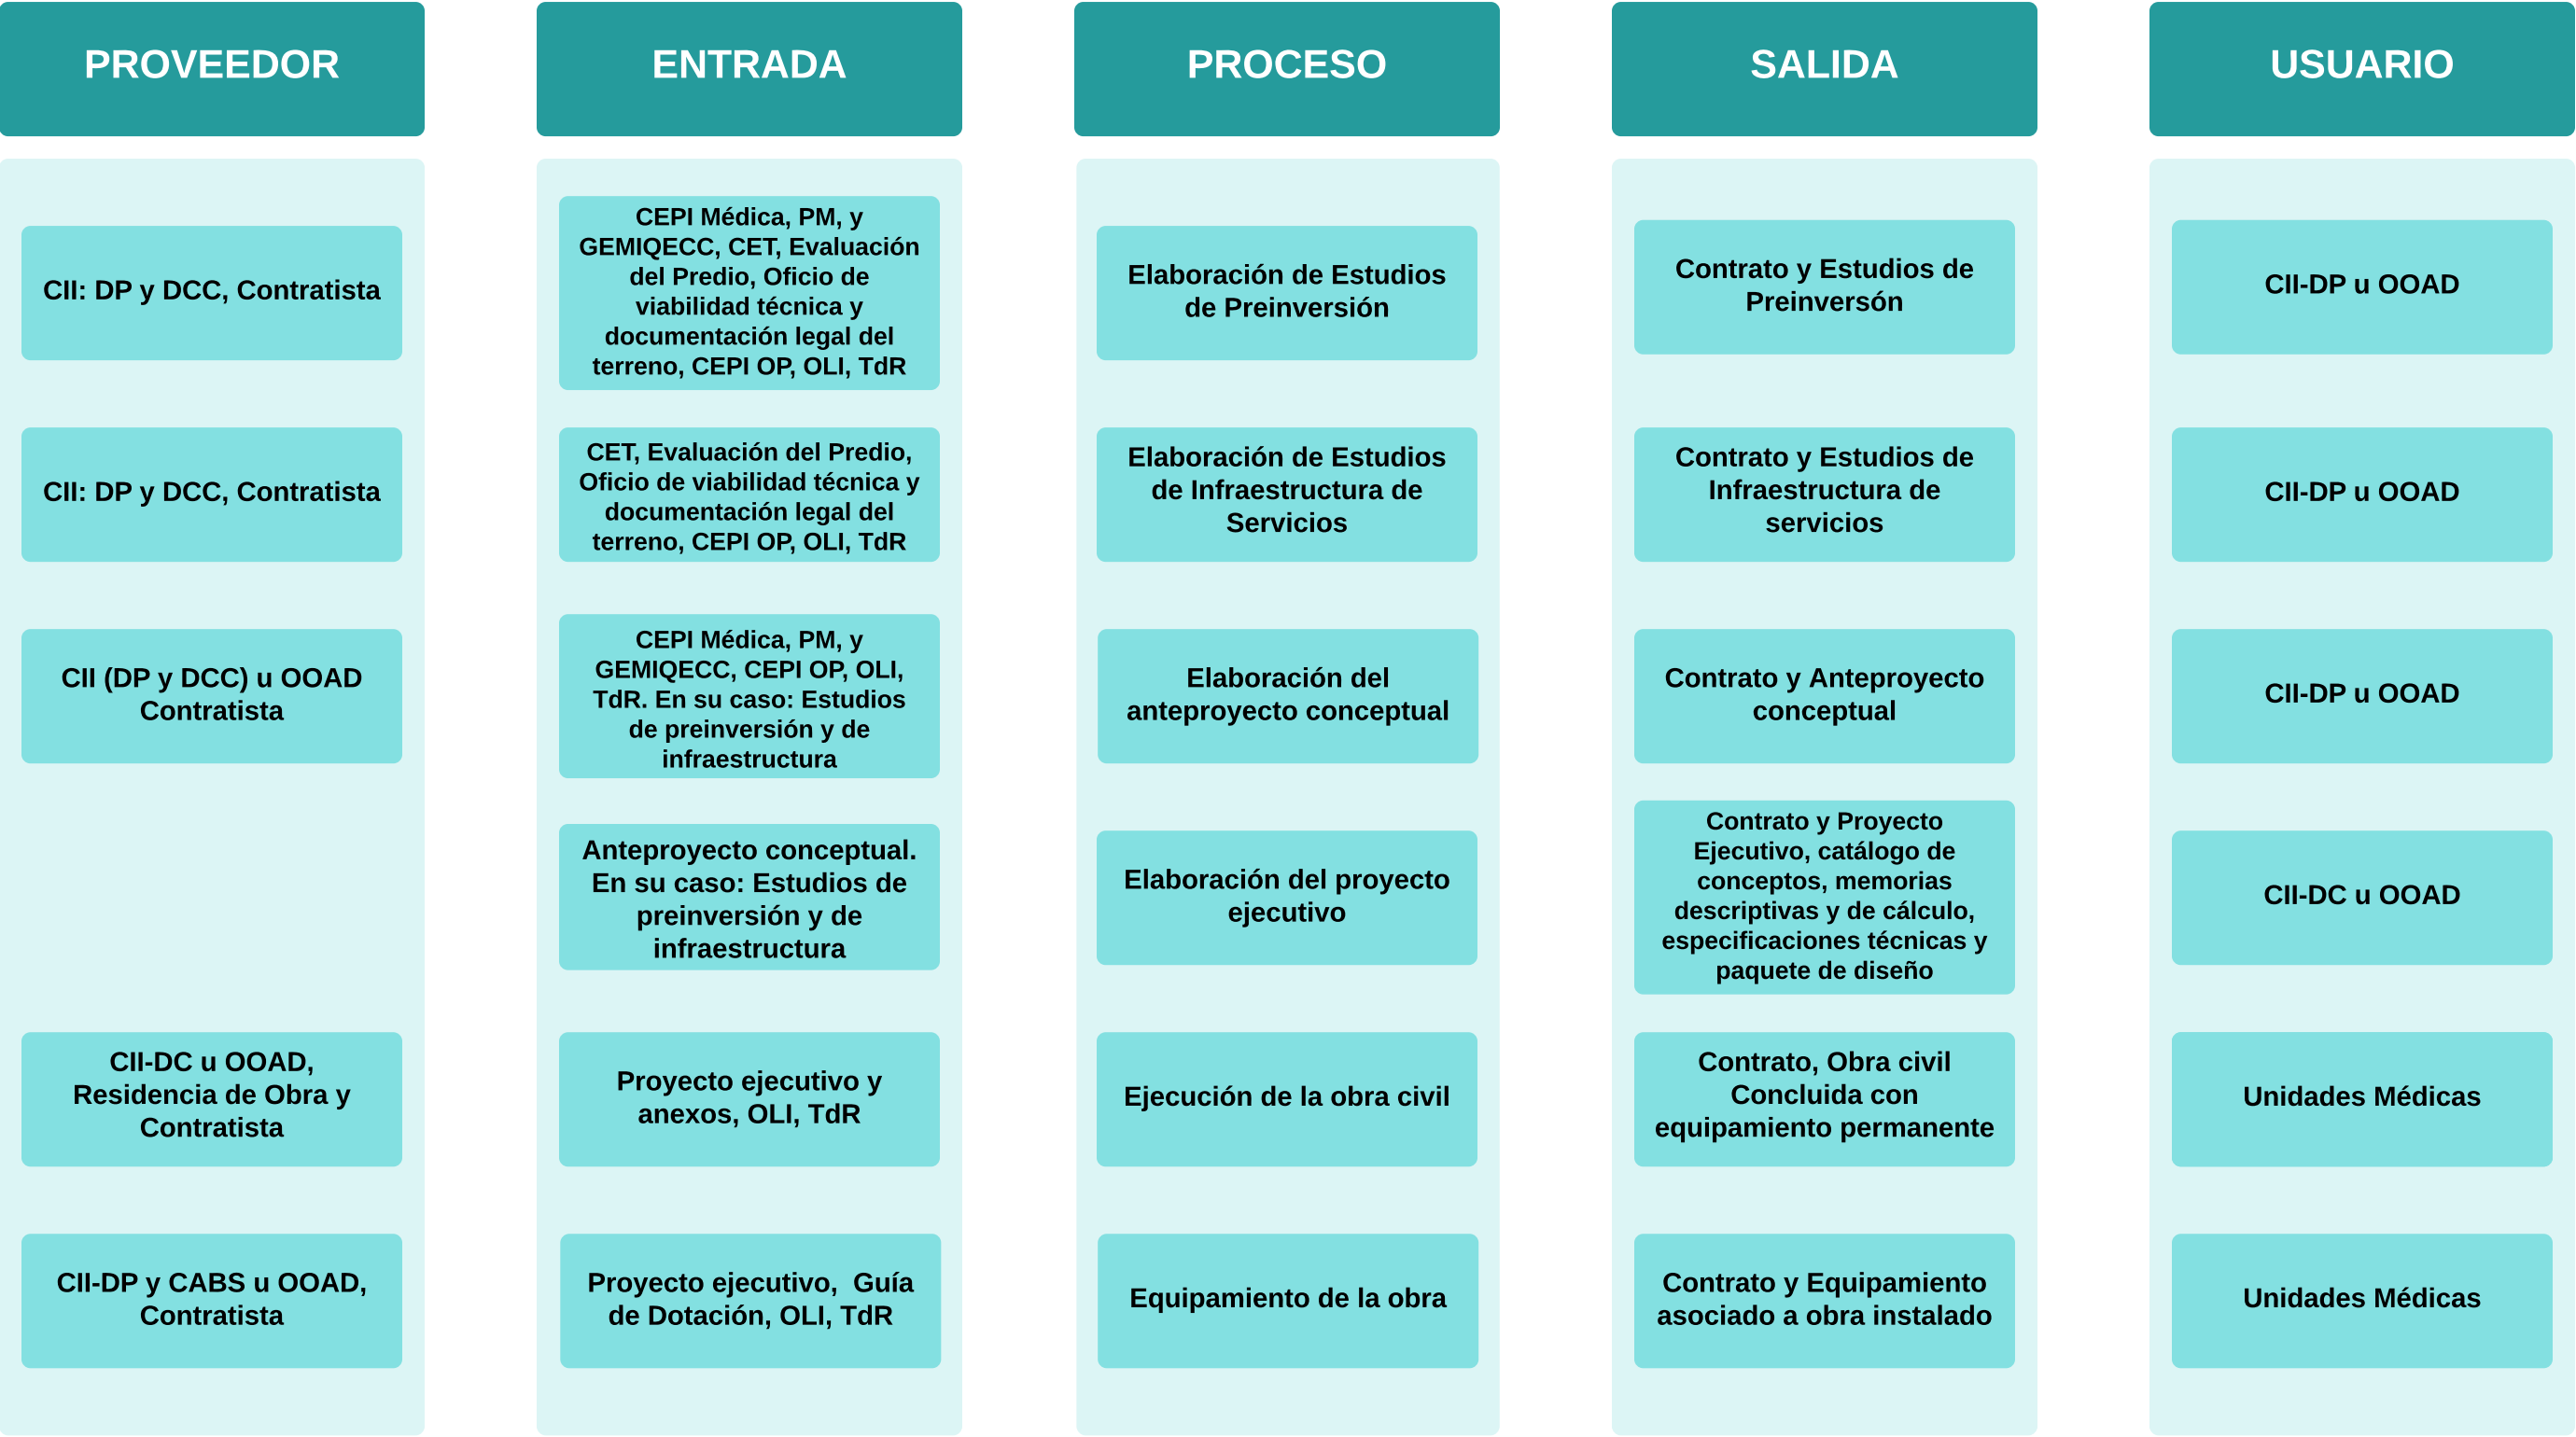 PROVEEDOR
ENTRADA
PROCESO
SALIDA
USUARIO
CII: DP y DCC, Contratista
CEPI Médica, PM, y
GEMIQECC, CET, Evaluación
del Predio, Oficio de
viabilidad técnica y
documentación legal del
terreno, CEPI OP, OLI, TdR
Elaboración de Estudios
de Preinversión
Contrato y Estudios de
Preinversón
CII-DP u OOAD
CII: DP y DCC, Contratista
CET, Evaluación del Predio,
Oficio de viabilidad técnica y
documentación legal del
terreno, CEPI OP, OLI, TdR
Elaboración de Estudios
de Infraestructura de
Servicios
Contrato y Estudios de
Infraestructura de
servicios
CII-DP u OOAD
CII (DP y DCC) u OOAD
Contratista
CEPI Médica, PM, y
GEMIQECC, CEPI OP, OLI,
TdR. En su caso: Estudios
de preinversión y de
infraestructura
Elaboración del
anteproyecto conceptual
Contrato y Anteproyecto
conceptual
CII-DP u OOAD
Anteproyecto conceptual.
En su caso: Estudios de
preinversión y de
infraestructura
Elaboración del proyecto
ejecutivo
Contrato y Proyecto
Ejecutivo, catálogo de
conceptos, memorias
descriptivas y de cálculo,
especificaciones técnicas y
paquete de diseño
CII-DC u OOAD
CII-DC u OOAD,
Residencia de Obra y
Contratista
Proyecto ejecutivo y
anexos, OLI, TdR
Ejecución de la obra civil
Contrato, Obra civil
Concluida con
equipamiento permanente
Unidades Médicas
CII-DP y CABS u OOAD,
Contratista
Proyecto ejecutivo,  Guía
de Dotación, OLI, TdR
Equipamiento de la obra
Contrato y Equipamiento
asociado a obra instalado
Unidades Médicas